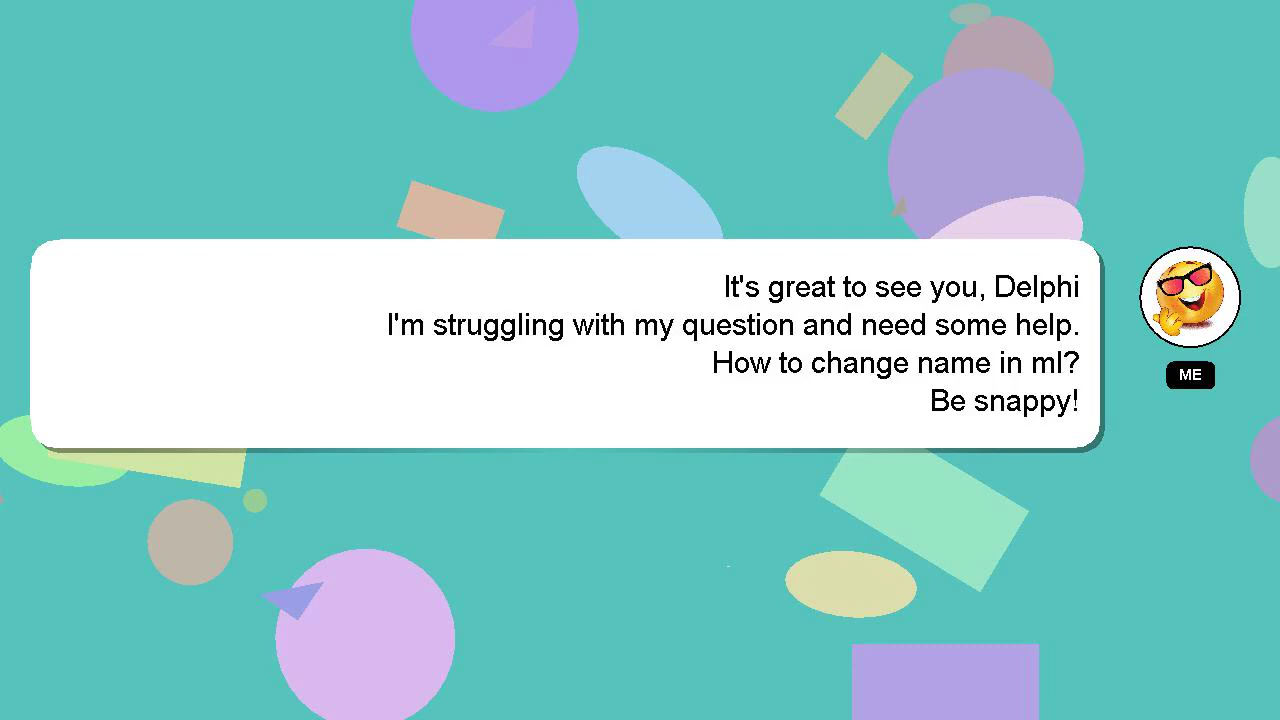 It's great to see you, Delphi
I'm struggling with my question and need some help.
How to change name in ml?
Be snappy!
ME